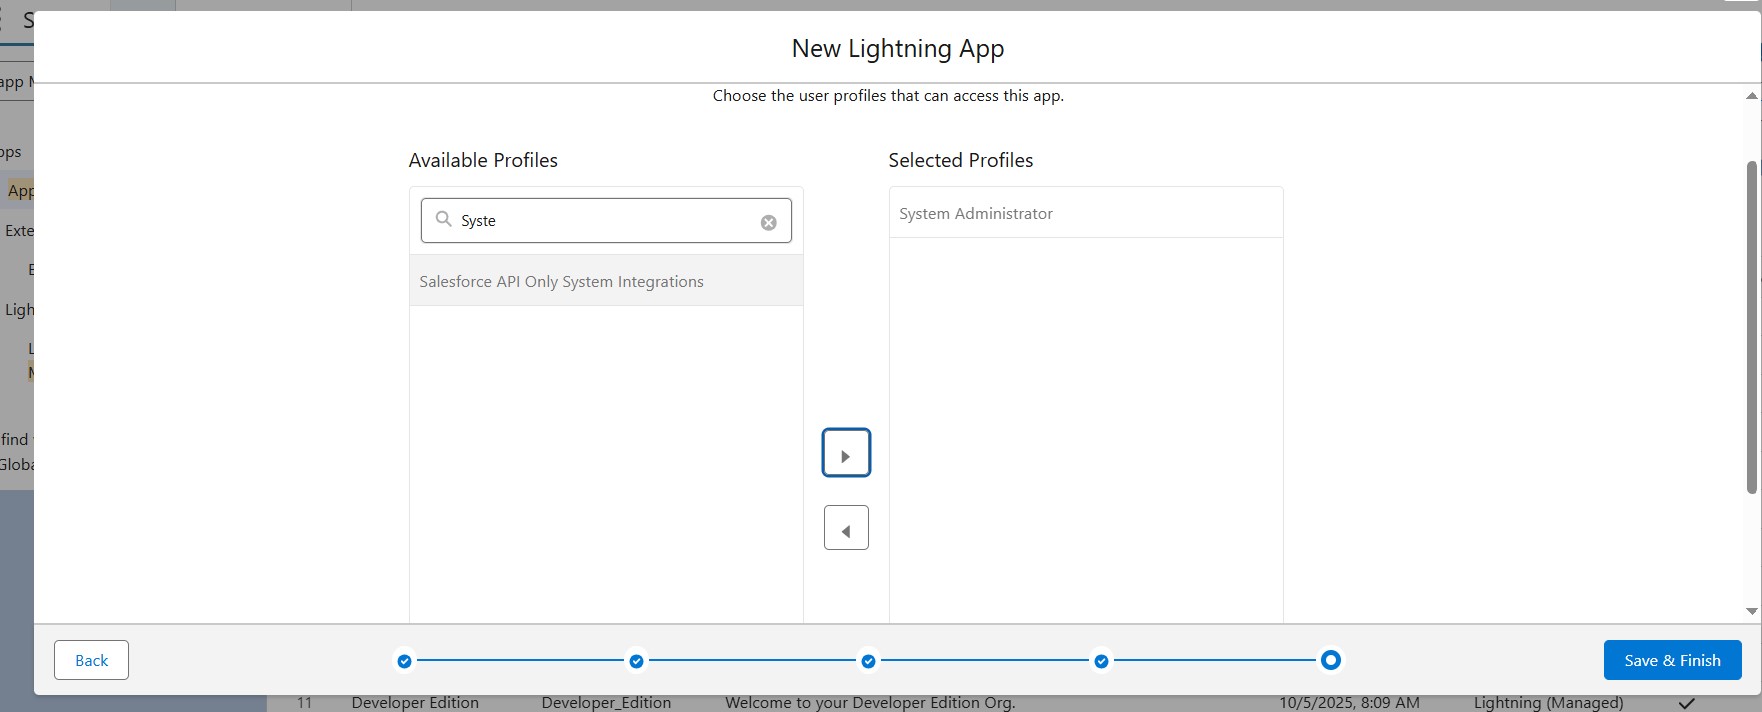 S
New Lightning App
app M
Choose the user profiles that can access this app.
Available Profiles
Selected Profiles
Syste
System Administrator
Salesforce API Only System Integrations
App
Exte
E
Ligh
L
M
find
Globa
Back
Save & Finish
11 Developer Edition Developer_Edition Welcome to your Developer Edition Org. 10/5/2025, 8:09 AM Lightning (Managed)